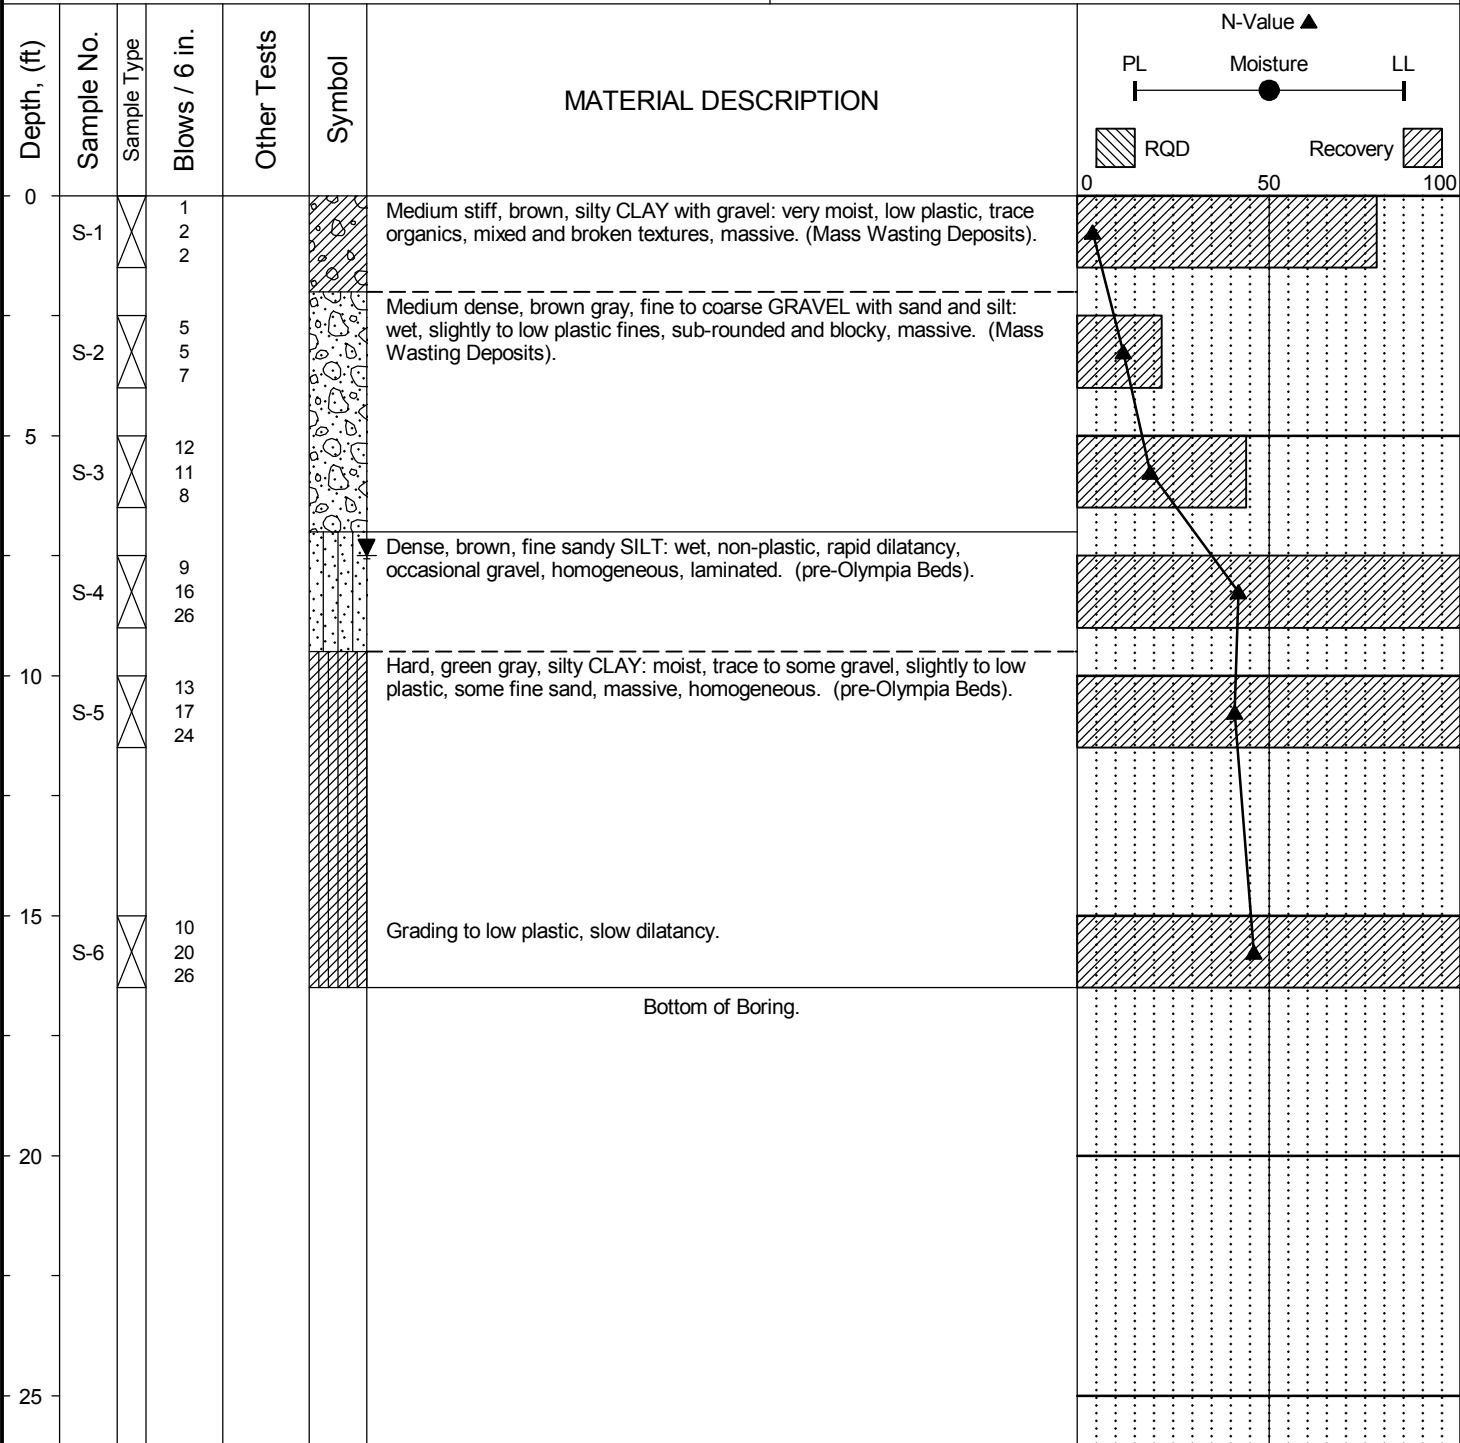 Depth, (ft)
Sample No.
Sample Type
Blows / 6 in.
Other Tests
Symbol
MATERIAL DESCRIPTION
N-Value
PL Moisture LL
RQD Recovery
0 50 100
0
S-1
1
2
2
Medium stiff, brown, silty CLAY with gravel: very moist, low plastic, trace
organics, mixed and broken textures, massive. (Mass Wasting Deposits).
Medium dense, brown gray, fine to coarse GRAVEL with sand and silt:
wet, slightly to low plastic fines, sub-rounded and blocky, massive. (Mass
Wasting Deposits).
S-2
5
5
7
5
S-3
12
11
8
Dense, brown, fine sandy SILT: wet, non-plastic, rapid dilatancy,
occasional gravel, homogeneous, laminated. (pre-Olympia Beds).
S-4
9
16
26
Hard, green gray, silty CLAY: moist, trace to some gravel, slightly to low
plastic, some fine sand, massive, homogeneous. (pre-Olympia Beds).
10
S-5
13
17
24
15
S-6
10
20
26
Grading to low plastic, slow dilatancy.
Bottom of Boring.
20
25